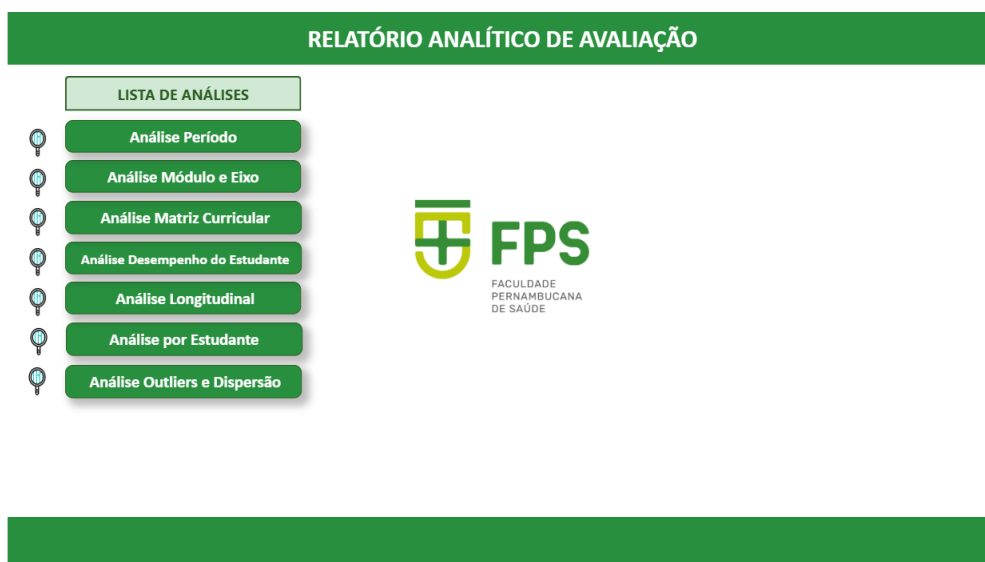 RELATÓRIO ANALÍTICO DE AVALIAÇÃO
LISTA DE ANÁLISES
Análise Período
Análise Módulo e Eixo
Análise Matriz Curricular
Análise Desempenho do Estudante
Análise Longitudinal
Análise por Estudante
Análise Outliers e Dispersão
FPS
FACULDADE
PERNAMBUCANA
DE SAÚDE